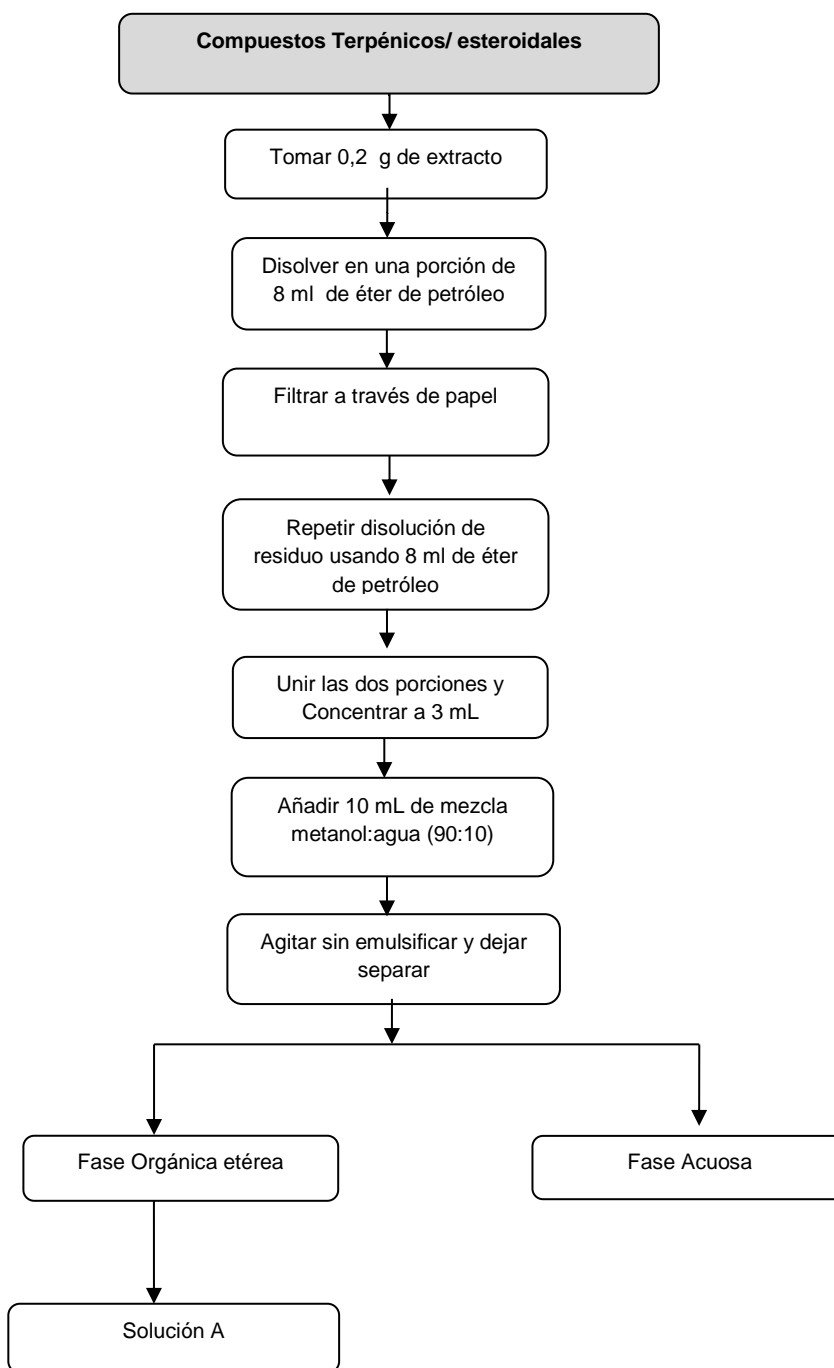 Compuestos Terpénicos/ esteroidales
Tomar 0,2  g de extracto
Disolver en una porción de
8 ml  de éter de petróleo
Filtrar a través de papel
Repetir disolución de
residuo usando 8 ml de éter
de petróleo
Unir las dos porciones y
Concentrar a 3 mL
Añadir 10 mL de mezcla
metanol:agua (90:10)
Agitar sin emulsificar y dejar
separar
Fase Orgánica etérea
Fase Acuosa
Solución A